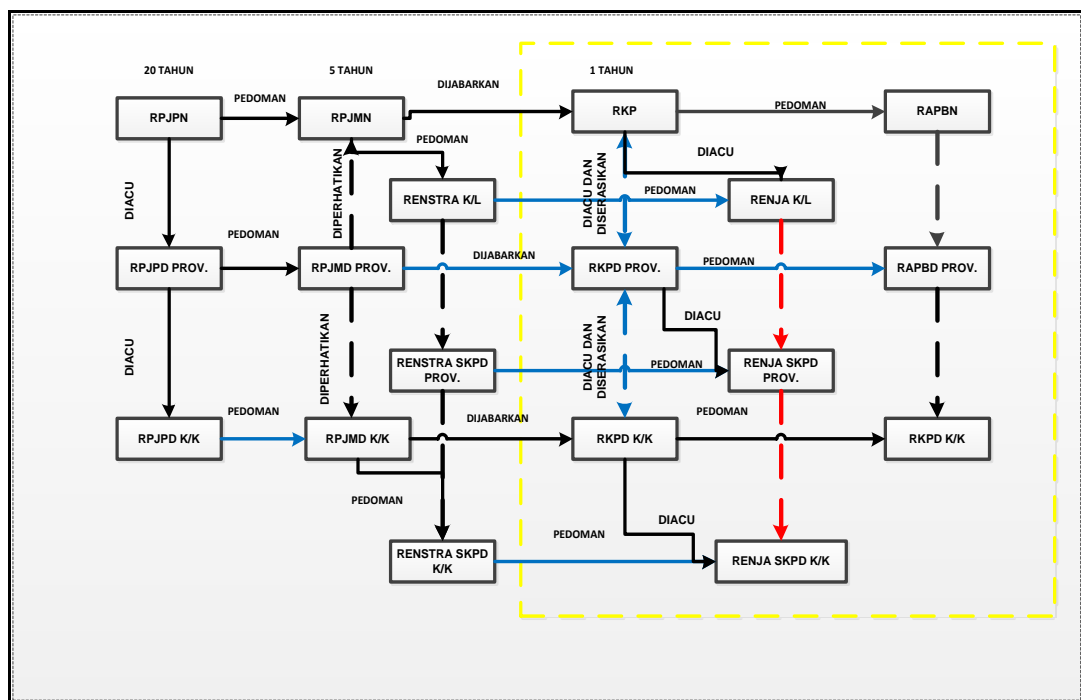 20 TAHUN
5 TAHUN
1 TAHUN
RPJPN
PEDOMAN
RPJMN
DIJABARKAN
RKP
PEDOMAN
RAPBN
PEDOMAN
DIACU
DIACU
DIPERHATIKAN
RENSTRA K/L
DIACU DAN
DISERASIKAN
PEDOMAN
RENJA K/L
RPJPD PROV.
PEDOMAN
RPJMD PROV.
DIJABARKAN
RKPD PROV.
PEDOMAN
RAPBD PROV.
DIACU
DIACU
DIPERHATIKAN
RENSTRA SKPD
PROV.
DIACU DAN
DISERASIKAN
PEDOMAN
RENJA SKPD
PROV.
RPJPD K/K
PEDOMAN
RPJMD K/K
DIJABARKAN
RKPD K/K
PEDOMAN
RKPD K/K
PEDOMAN
DIACU
RENSTRA SKPD
K/K
PEDOMAN
RENJA SKPD K/K